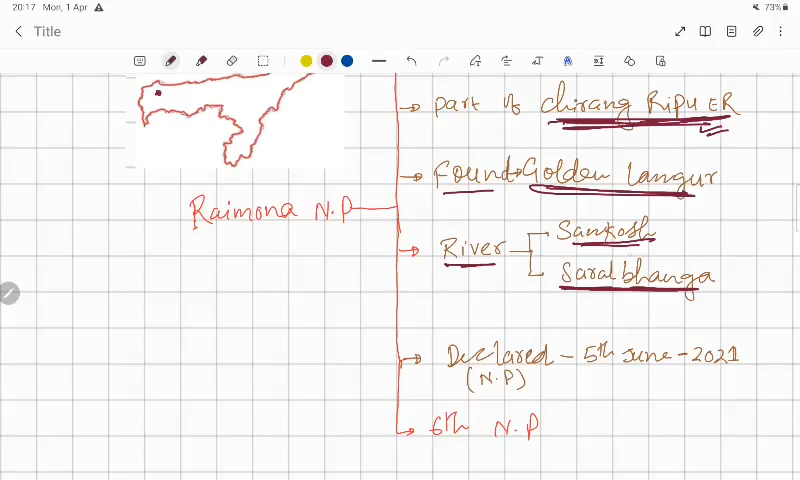 20:17 Mon, 1 Apr
73%
Title
part of chirang Ripu ER
Found Golden Langur
Raimona N.P
River
Sankosh
Saralbhanga
Declared - 5th June - 2021
(N.P)
6th N.P